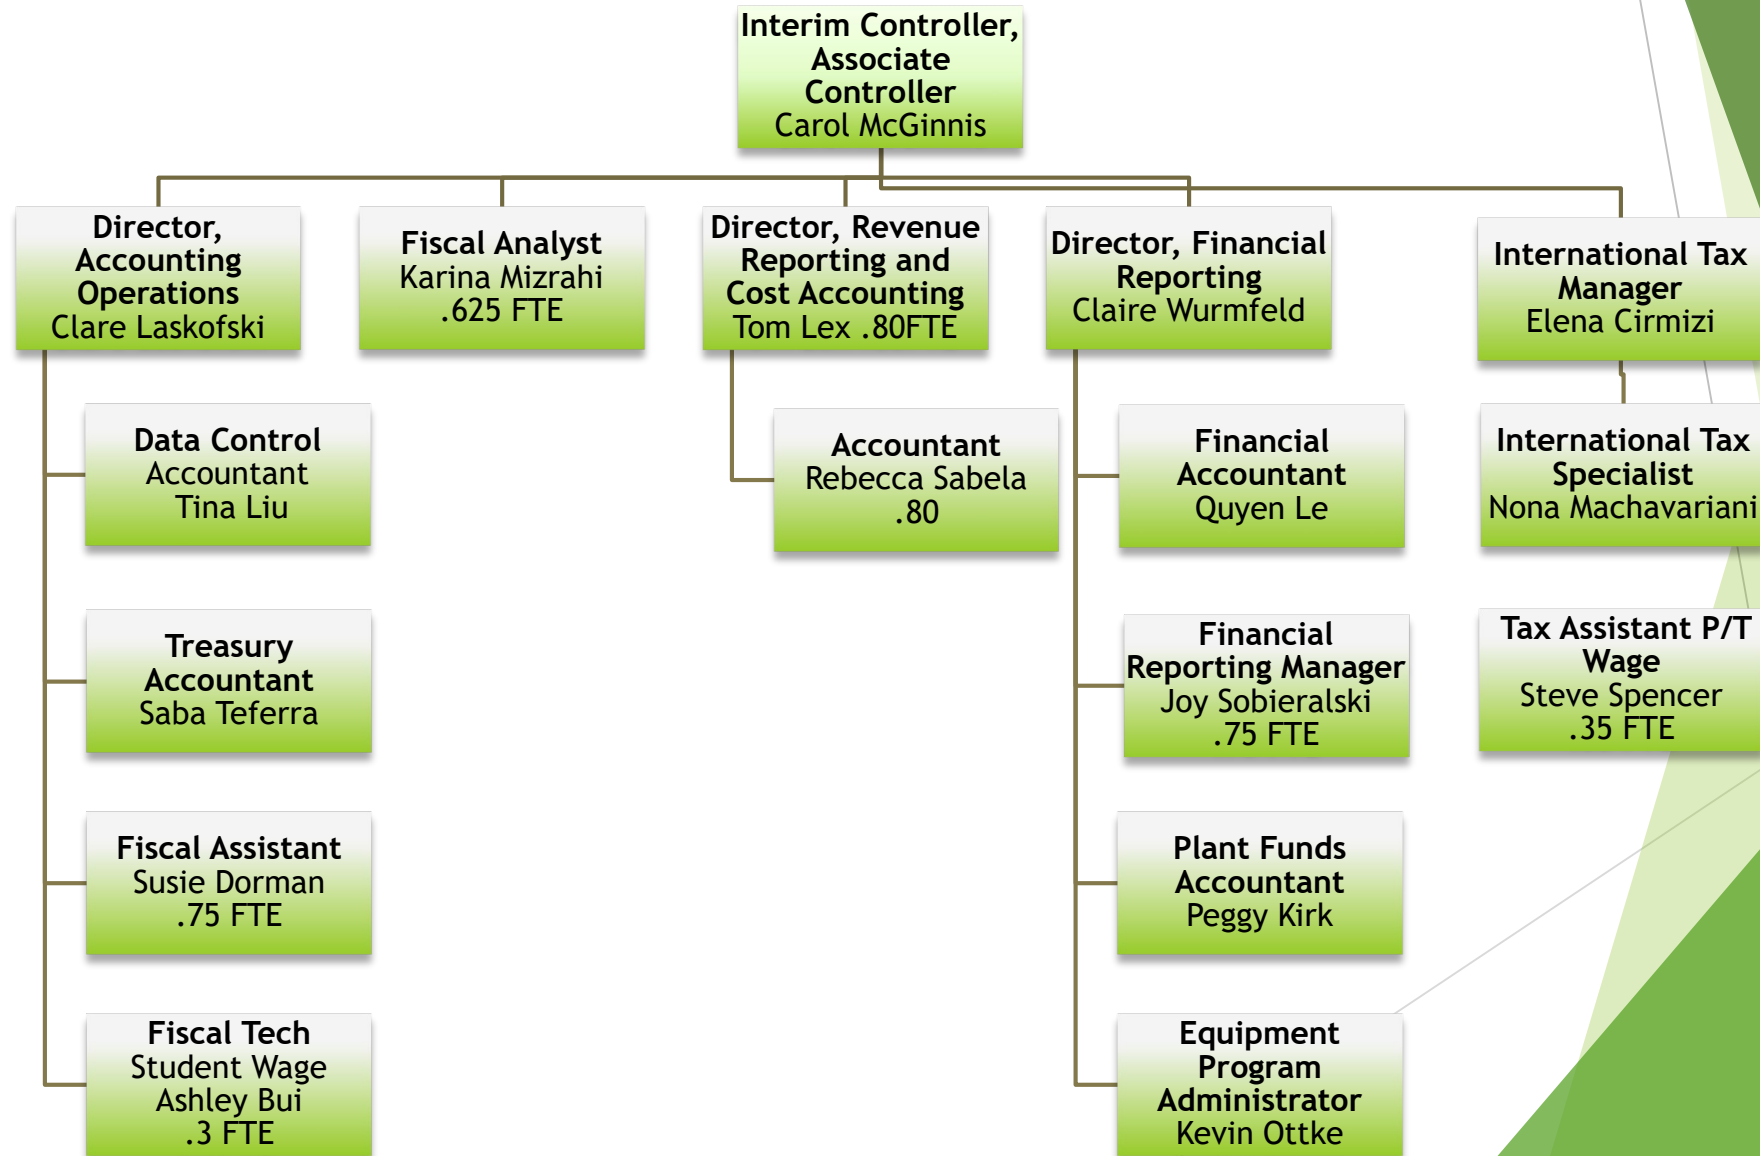 Interim Controller,
Associate
Controller
Carol McGinnis
Director,
Accounting
Operations
Clare Laskofski
Fiscal Analyst
Karina Mizrahi
.625 FTE
Director, Revenue
Reporting and
Cost Accounting
Tom Lex .80FTE
Director, Financial
Reporting
Claire Wurmfeld
International Tax
Manager
Elena Cirmizi
Data Control
Accountant
Tina Liu
Accountant
Rebecca Sabela
.80
Financial
Accountant
Quyen Le
International Tax
Specialist
Nona Machavariani
Treasury
Accountant
Saba Teferra
Financial
Reporting Manager
Joy Sobieralski
.75 FTE
Tax Assistant P/T
Wage
Steve Spencer
.35 FTE
Fiscal Assistant
Susie Dorman
.75 FTE
Plant Funds
Accountant
Peggy Kirk
Fiscal Tech
Student Wage
Ashley Bui
.3 FTE
Equipment
Program
Administrator
Kevin Ottke